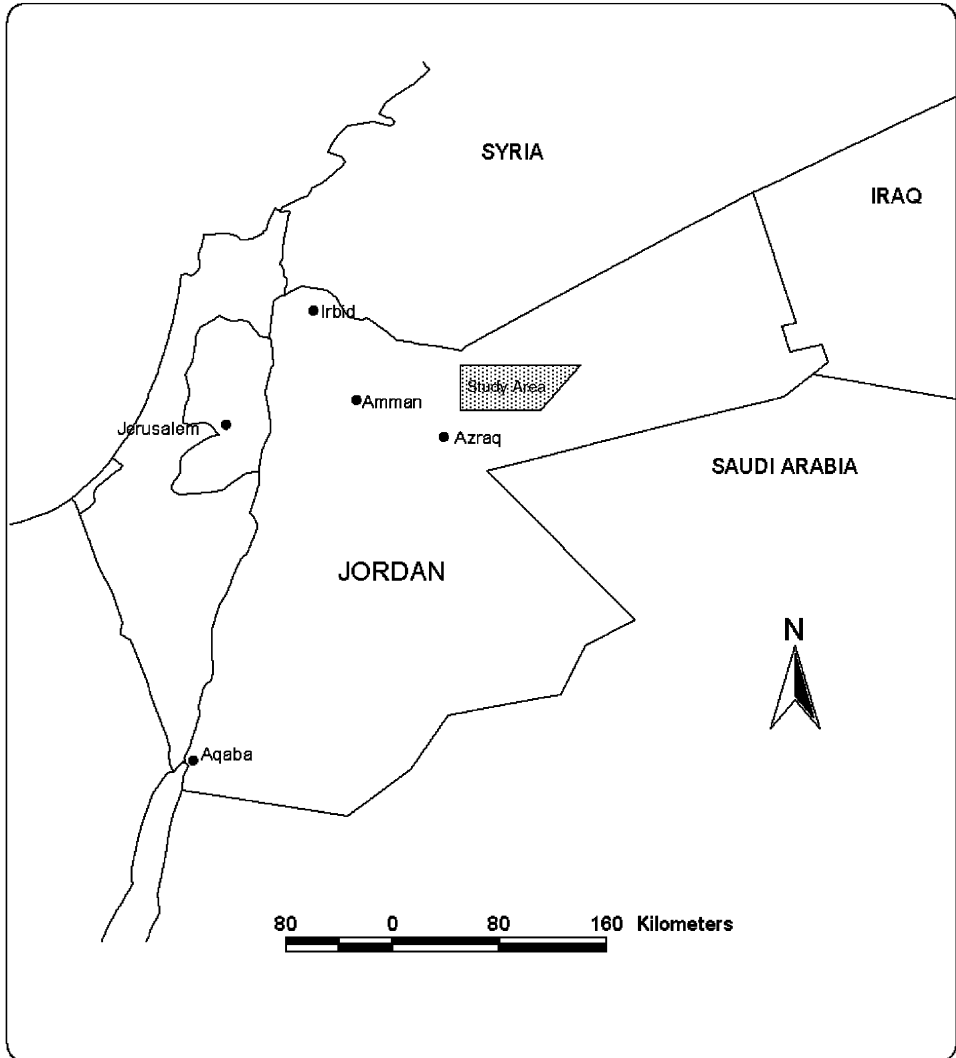 SYRIA
IRAQ
Irbid
Study Area
Amman
Jerusalem
Azraq
SAUDI ARABIA
JORDAN
N
Aqaba
80 0 80 160 Kilometers